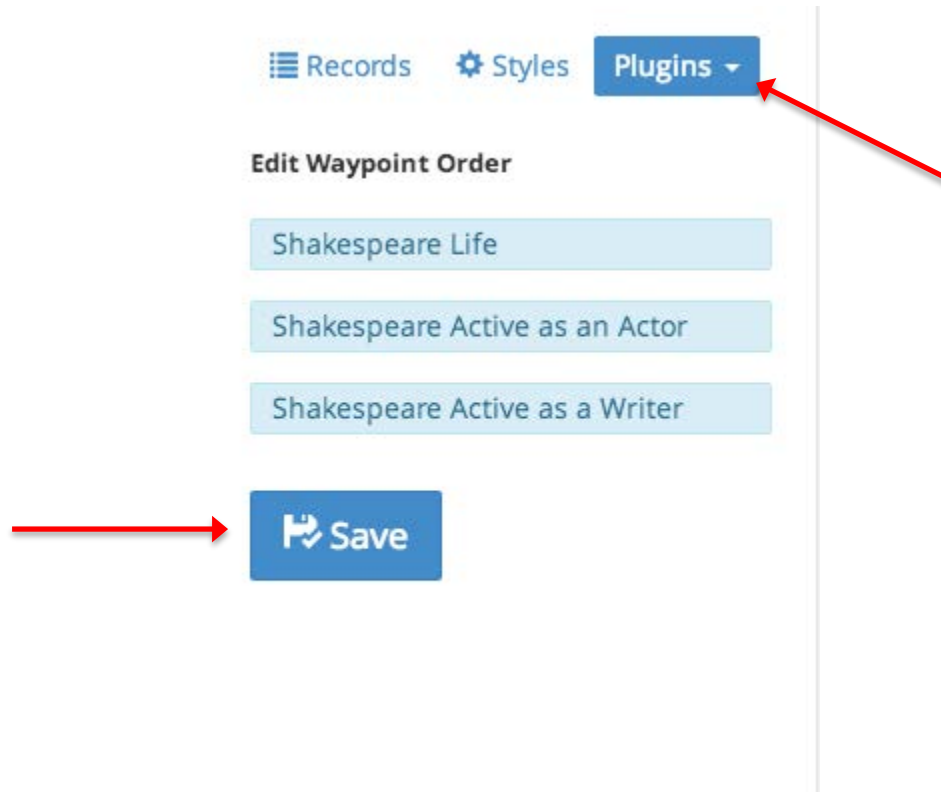 Records Styles Plugins
Edit Waypoint Order
Shakespeare Life
Shakespeare Active as an Actor
Shakespeare Active as a Writer
Save